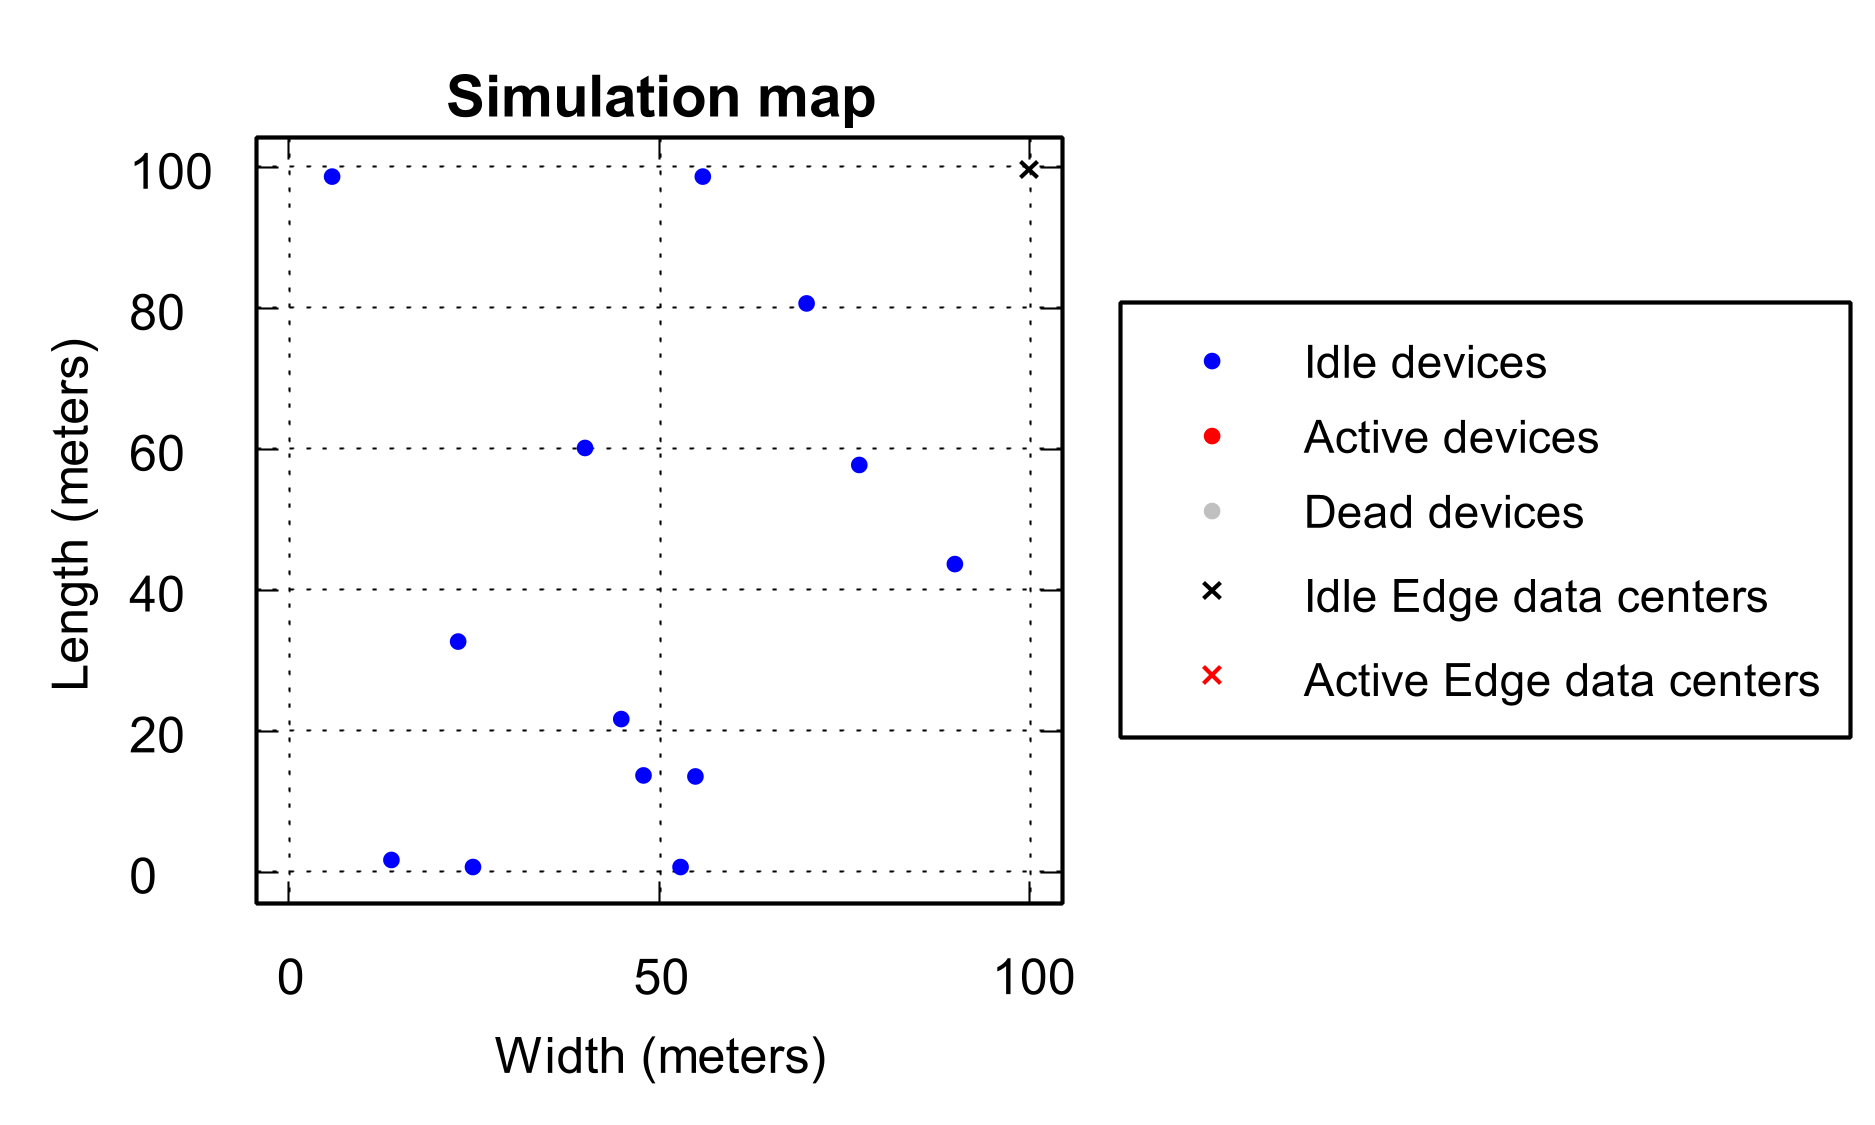 Simulation map
100
80
60
40
20
0
Length (meters)
0 50 100
Width (meters)
Idle devices
Active devices
Dead devices
Idle Edge data centers
Active Edge data centers